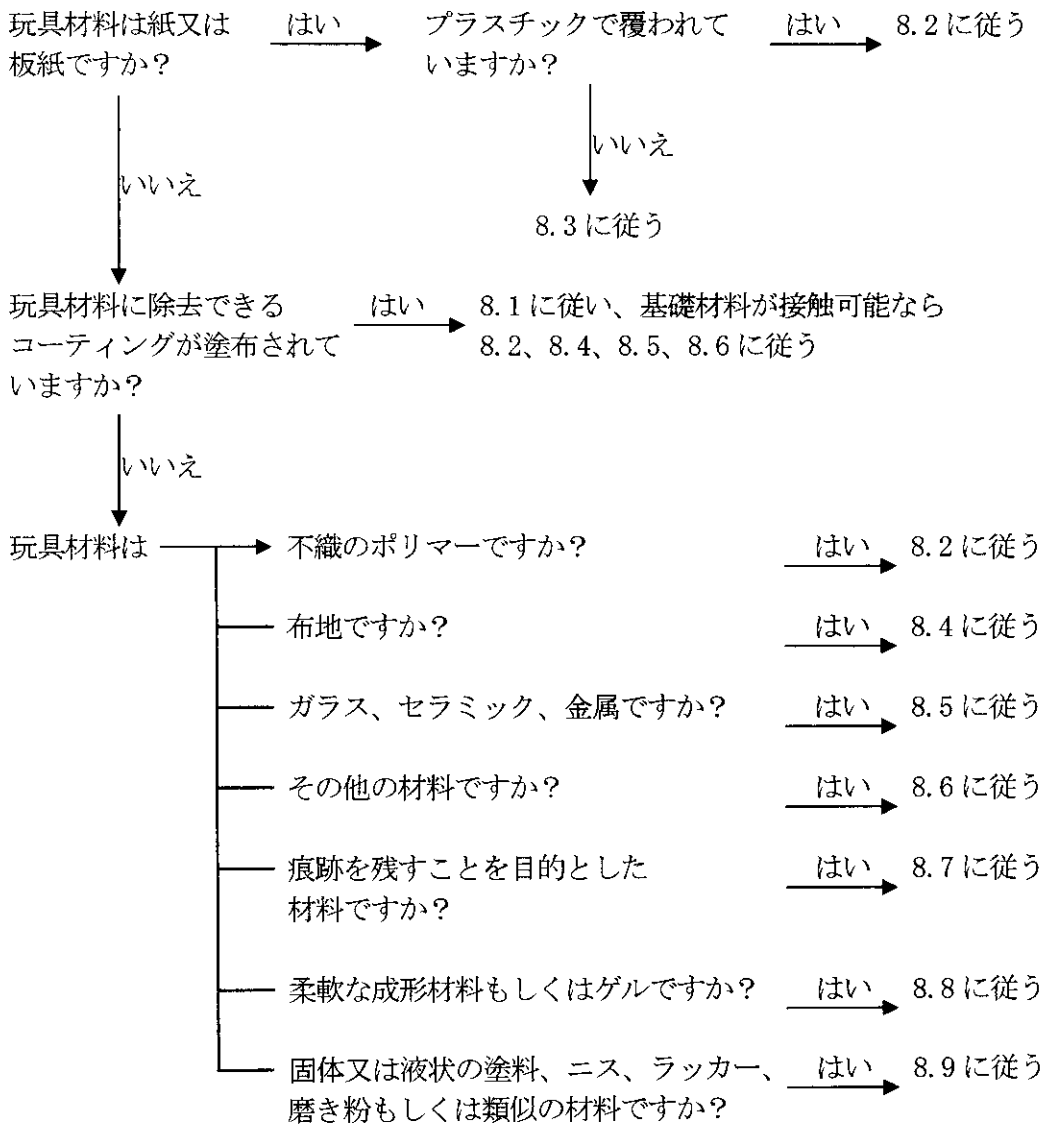 玩具材料は紙又は はい プラスチックで覆われて はい 8.2に従う
板紙ですか？ いますか？
いいえ
いいえ
8.3に従う
玩具材料に除去できる はい 8.1に従い、基礎材料が接触可能なら
コーティングが塗布されて 8.2、8.4、8.5、8.6に従う
いますか？
いいえ
玩具材料は 不織のポリマーですか？ はい 8.2に従う
布地ですか？ はい 8.4に従う
ガラス、セラミック、金属ですか？ はい 8.5に従う
その他の材料ですか？ はい 8.6に従う
痕跡を残すことを目的とした はい 8.7に従う
材料ですか？
柔軟な成形材料もしくはゲルですか？ はい 8.8に従う
固体又は液状の塗料、ニス、ラッカー、 はい 8.9に従う
磨き粉もしくは類似の材料ですか？